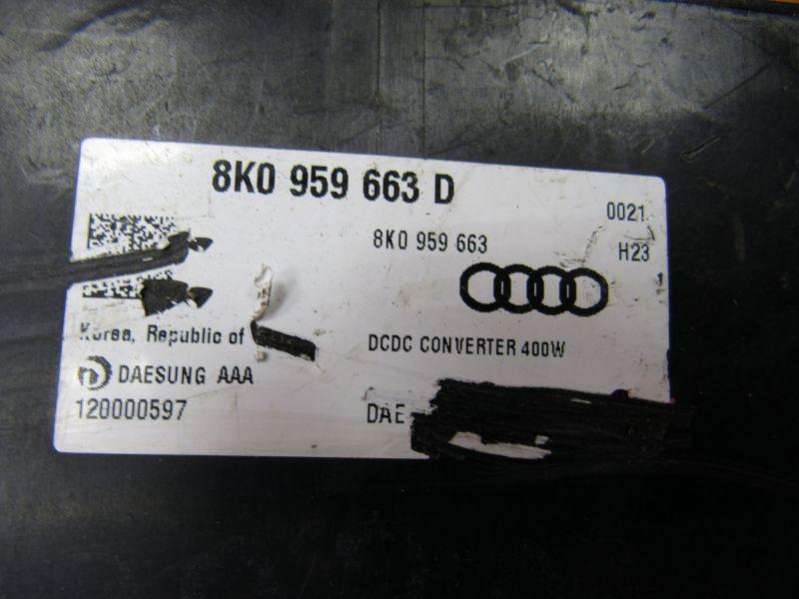 8K0 959 663 D
0021
8K0 959 663
H23
Korea, Republic of
DCDC CONVERTER 400W
DAESUNG AAA
120000597
DAE